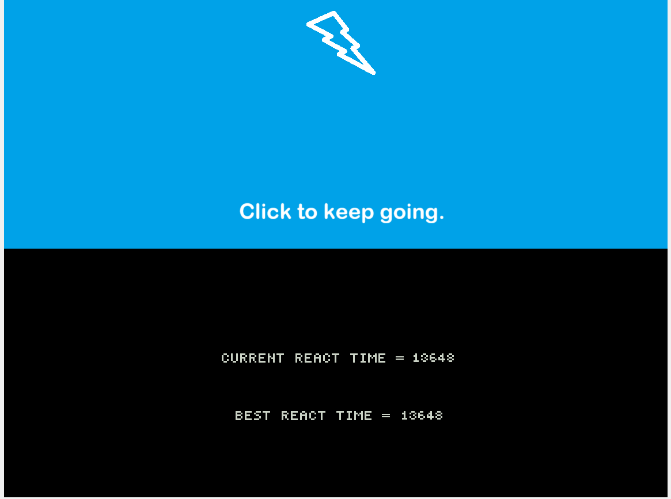 Click to keep going.
CURRENT REACT TIME = 13648
BEST REACT TIME = 13648